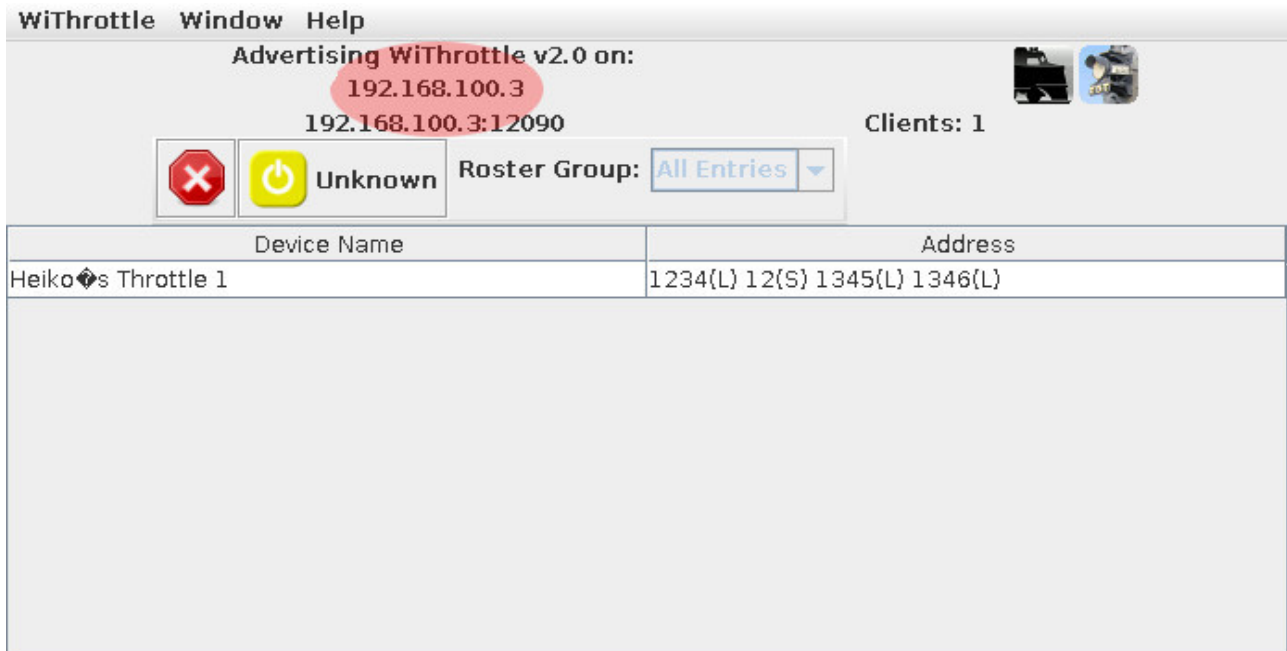 WiThrottle Window Help
Advertising WiThrottle v2.0 on:
192.168.100.3
192.168.100.3:12090 Clients: 1
Unknown Roster Group: All Entries
Device Name Address
Heiko�s Throttle 1 1234(L) 12(S) 1345(L) 1346(L)